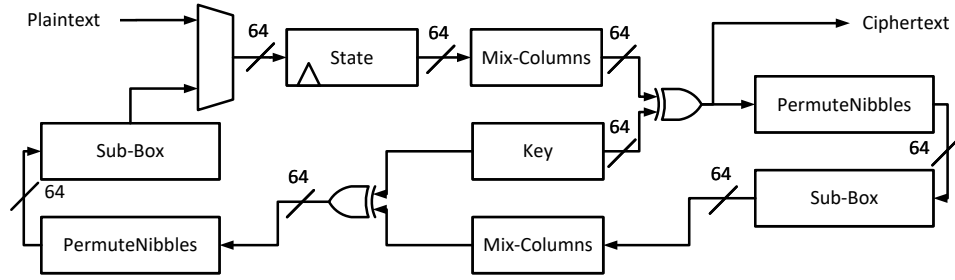 Plaintext
64
State
64
Mix-Columns
64
Ciphertext
PermuteNibbles
64
Sub-Box
64
Key
64
Sub-Box
64
Mix-Columns
64
PermuteNibbles